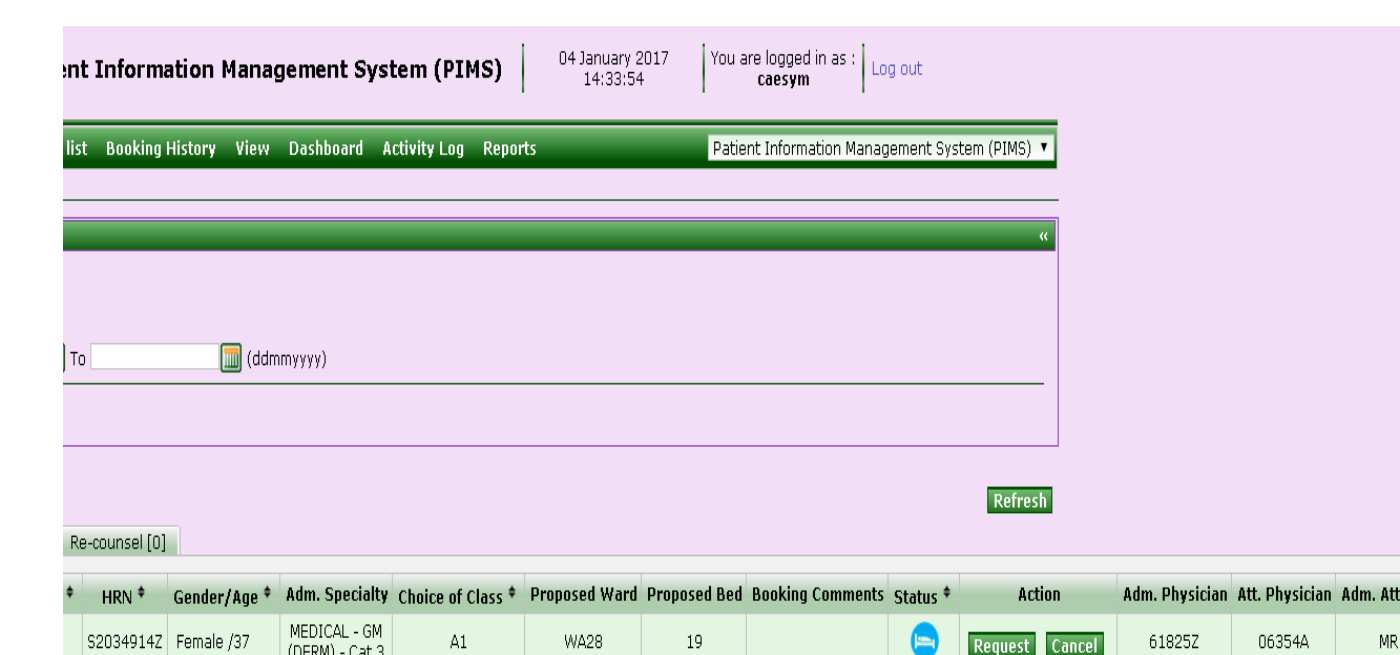 ent Information Management System (PIMS)
04 January 2017
14:33:54
You are logged in as :
caesym
Log out
list Booking History View Dashboard Activity Log Reports
Patient Information Management System (PIMS)
«
To (ddmmyyyy)
Refresh
Re-counsel [0]
HRN Gender/Age Adm. Specialty Choice of Class Proposed Ward Proposed Bed Booking Comments Status Action Adm. Physician Att. Physician Adm. Att
S2034914Z Female /37 MEDICAL - GM A1 WA28 19 Request Cancel 61825Z 06354A MR
(DERM) - Cat 3